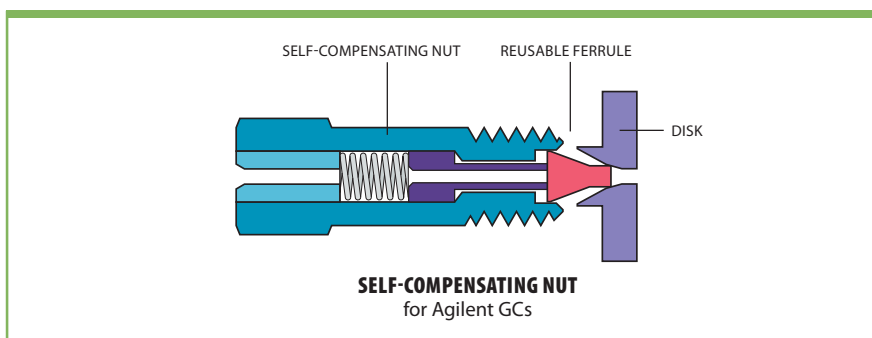 SELF-COMPENSATING NUT
REUSABLE FERRULE
DISK
SELF-COMPENSATING NUT
for Agilent GCs